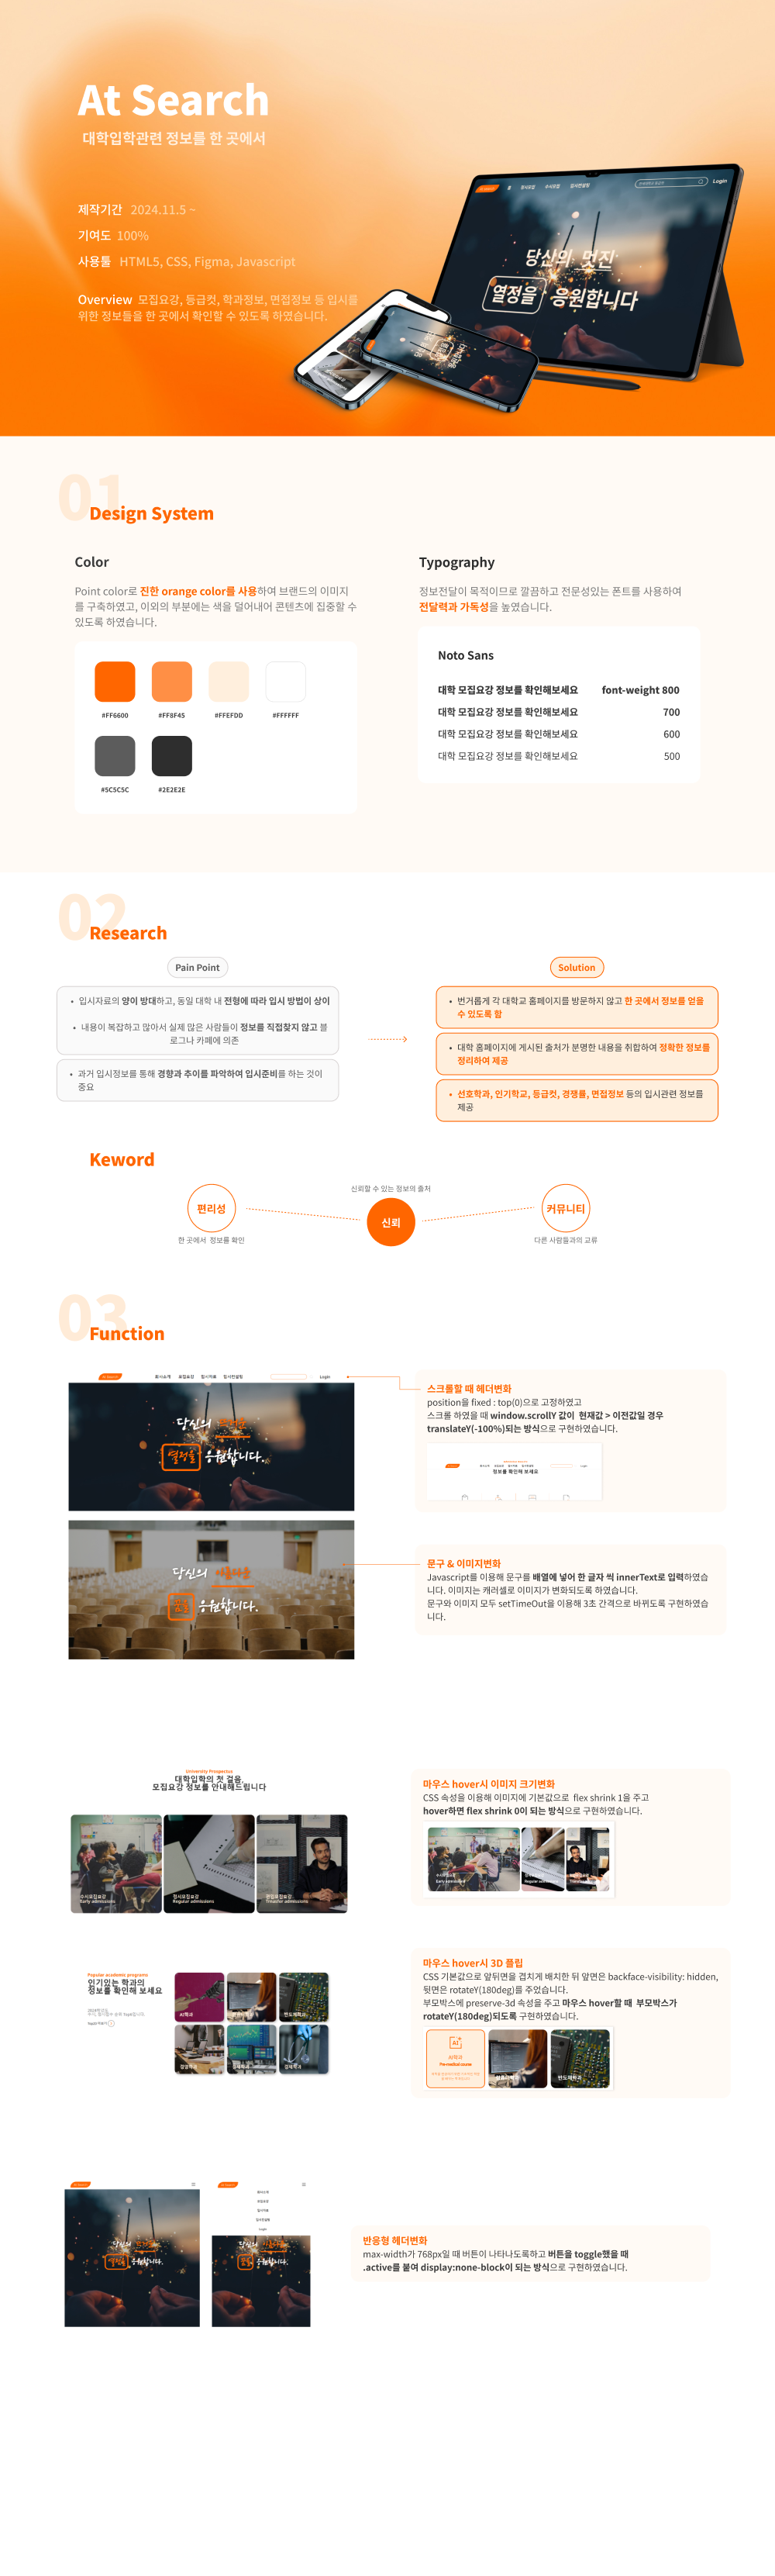 At Search
대학입학관련 정보를 한 곳에서
제작기간 2024.11.5 ~
기여도 100%
사용툴 HTML5, CSS, Figma, Javascript
Overview 모집요강, 등급컷, 학과정보, 면접정보 등 입시를
위한 정보들을 한 곳에서 확인할 수 있도록 하였습니다.
Login
당신의 멋진
열정을 응원합니다
01
Design System
Color
Point color로 진한 orange color를 사용하여 브랜드의 이미지
를 구축하였고, 이외의 부분에는 색을 덜어내어 콘텐츠에 집중할 수
있도록 하였습니다.
#FF6600
#FF8F45
#FFEFDD
#FFFFFF
#5C5C5C
#2E2E2E
Typography
정보전달이 목적이므로 깔끔하고 전문성있는 폰트를 사용하여
전달력과 가독성을 높였습니다.
Noto Sans
대학 모집요강 정보를 확인해보세요 font-weight 800
대학 모집요강 정보를 확인해보세요 700
대학 모집요강 정보를 확인해보세요 600
대학 모집요강 정보를 확인해보세요 500
02
Research
Pain Point
• 입시자료의 양이 방대하고, 동일 대학 내 전형에 따라 입시 방법이 상이
• 내용이 복잡하고 많아서 실제 많은 사람들이 정보를 직접찾지 않고 블
로그나 카페에 의존
• 과거 입시정보를 통해 경향과 추이를 파악하여 입시준비를 하는 것이
중요
Solution
• 번거롭게 각 대학교 홈페이지를 방문하지 않고 한 곳에서 정보를 얻을
수 있도록 함
• 대학 홈페이지에 게시된 출처가 분명한 내용을 취합하여 정확한 정보를
정리하여 제공
• 선호학과, 인기학교, 등급컷, 경쟁률, 면접정보 등의 입시관련 정보를
제공
Keword
편리성
한 곳에서 정보를 확인
신뢰할 수 있는 정보의 출처
신뢰
커뮤니티
다른 사람들과의 교류
03
Function
회사소개 모집요강 입시자료 입시컨설팅 Login
당신의
열정을 응원합니다.
스크롤할 때 헤더변화
position을 fixed : top(0)으로 고정하였고
스크롤 하였을 때 window.scrollY 값이 현재값 > 이전값일 경우
translateY(-100%)되는 방식으로 구현하였습니다.
정보를 확인해 보세요
당신의
응원합니다.
문구 & 이미지변화
Javascript를 이용해 문구를 배열에 넣어 한 글자 씩 innerText로 입력하였습
니다. 이미지는 캐러셀로 이미지가 변화되도록 하였습니다.
문구와 이미지 모두 setTimeOut을 이용해 3초 간격으로 바뀌도록 구현하였습
니다.
University Prospectus
대학입학의 첫 걸음,
모집요강 정보를 안내해드립니다
수시모집요강
Early admissions
정시모집요강
Regular admissions
편입모집요강
Transfer admissions
마우스 hover시 이미지 크기변화
CSS 속성을 이용해 이미지에 기본값으로 flex shrink 1을 주고
hover하면 flex shrink 0이 되는 방식으로 구현하였습니다.
Popular academic programs
인기있는 학과의
정보를 확인해 보세요
AI학과
반도체학과
경영학과
마우스 hover시 3D 플립
CSS 기본값으로 앞뒤면을 겹치게 배치한 뒤 앞면은 backface-visibility: hidden,
뒷면은 rotateY(180deg)를 주었습니다.
부모박스에 preserve-3d 속성을 주고 마우스 hover할 때 부모박스가
rotateY(180deg)되도록 구현하였습니다.
AI학과
Pre-medical course
반도체학과
당신의
열정을 응원합니다.
회사소개
모집요강
입시자료
입시컨설팅
Login
당신의
응원합니다.
반응형 헤더변화
max-width가 768px일 때 버튼이 나타나도록하고 버튼을 toggle했을 때
.active를 붙여 display:none-block이 되는 방식으로 구현하였습니다.